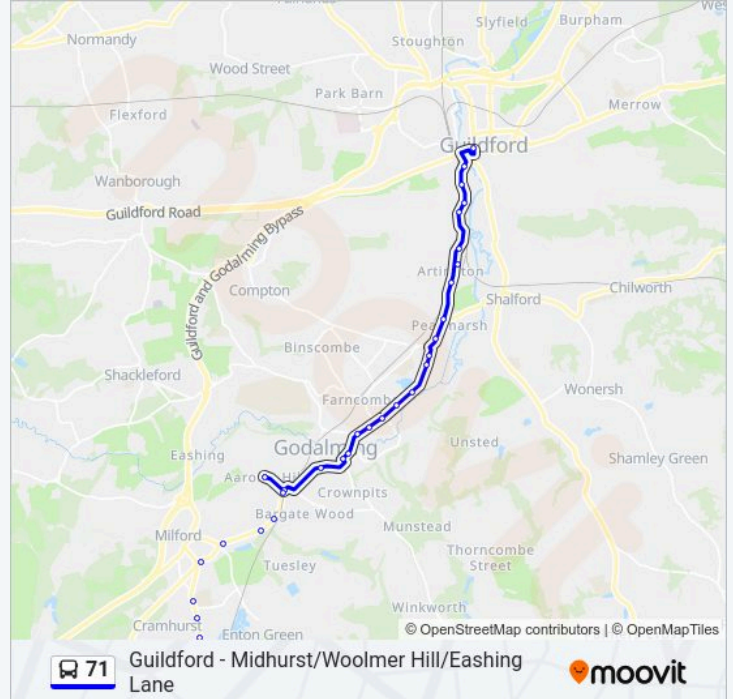 Normandy
Slyfield
Burpham
Stoughton
Wood Street
Park Barn
Flexford
Merrow
Guildford
Wanborough
Guildford Road
Guildford and Godalming Bypass
Compton
Artington
Chilworth
Shalford
Peasmarsh
Binscombe
Shackleford
Wonersh
Farncombe
Godalming
Unsted
Eashing
Shamley Green
Crownpits
Bargate Wood
Munstead
Milford
Thorncombe
Street
Tuesley
Winkworth
Cramhurst
Enton Green
© OpenStreetMap contributors | © OpenMapTiles
71
Guildford - Midhurst/Woolmer Hill/Eashing
Lane
moovit